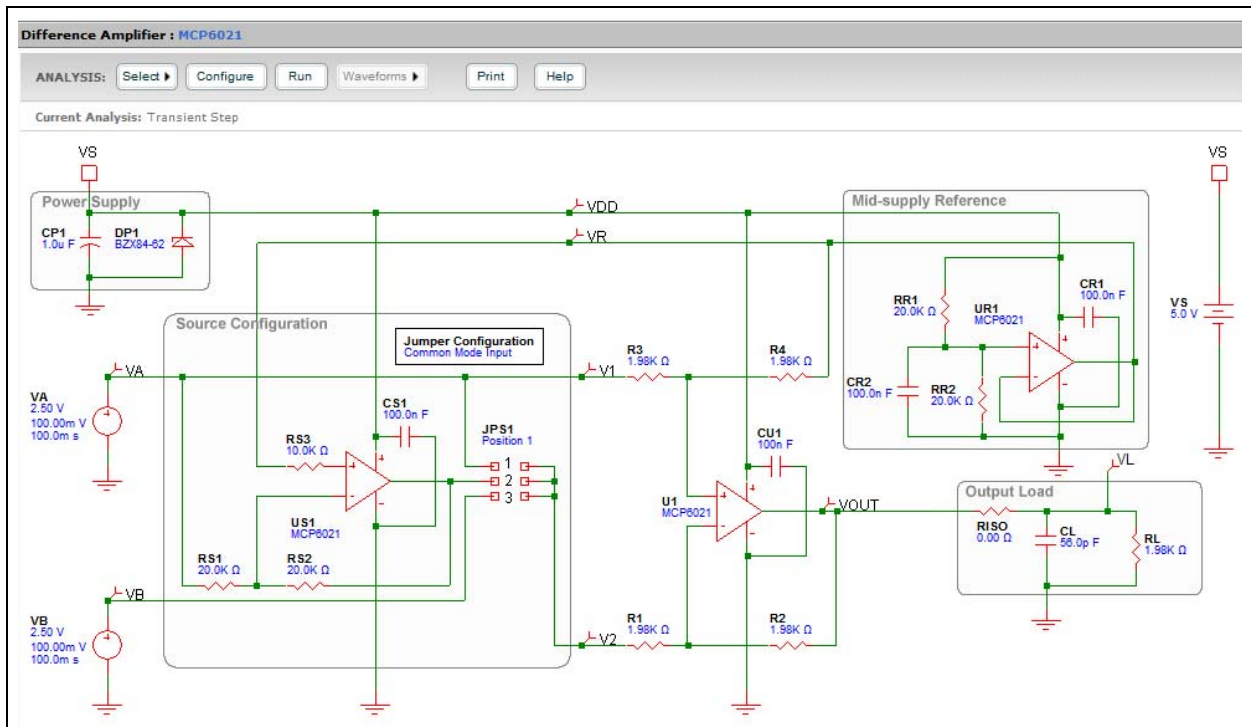 Difference Amplifier : MCP6021
ANALYSIS: Select Configure Run Waveforms Print Help
Current Analysis: Transient Step
VS
Power Supply
CP1
1.0u F
DP1
BZX84-62
VDD
VR
Mid-supply Reference
RR1
20.0K Ω
UR1
MCP6021
CR1
100.0n F
CR2
100.0n F
RR2
20.0K Ω
VS
VS
5.0 V
Source Configuration
Jumper Configuration
Common Mode Input
VA
VA
2.50 V
100.00m V
100.0m s
CS1
100.0n F
RS3
10.0K Ω
US1
MCP6021
JPS1
Position 1
1
2
3
RS1
20.0K Ω
RS2
20.0K Ω
VB
VB
2.50 V
100.00m V
100.0m s
V1
R3
1.98K Ω
R4
1.98K Ω
CU1
100n F
U1
MCP6021
VOUT
V2
R1
1.98K Ω
R2
1.98K Ω
VL
Output Load
RISO
0.00 Ω
CL
56.0p F
RL
1.98K Ω